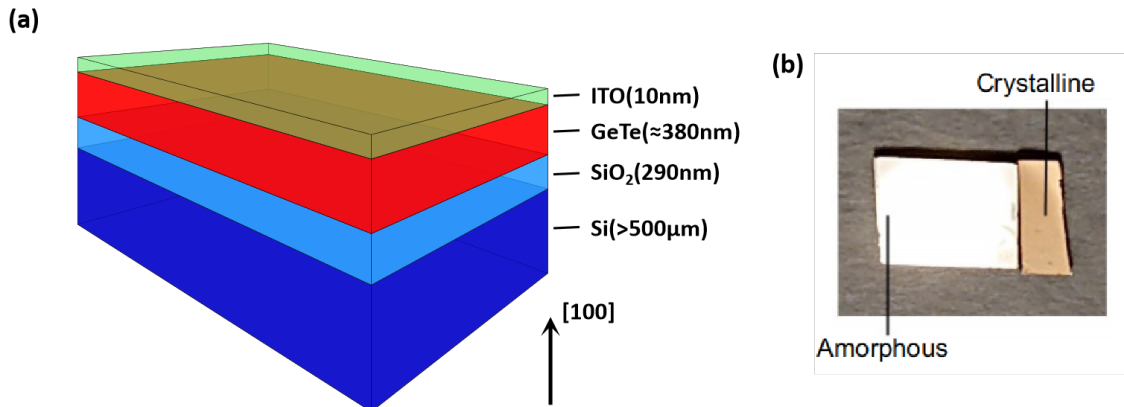 (a)
ITO(10nm)
GeTe(≈380nm)
SiO₂(290nm)
Si(>500μm)
[100]
(b)
Crystalline
Amorphous